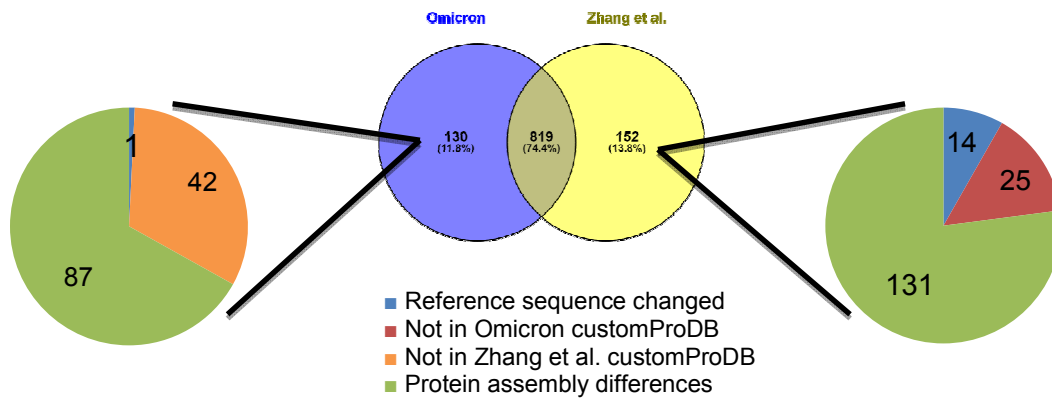 Omicron
Zhang et al.
130
(11.8%)
819
(74.4%)
152
(13.8%)
1
42
87
14
25
131
Reference sequence changed
Not in Omicron customProDB
Not in Zhang et al. customProDB
Protein assembly differences